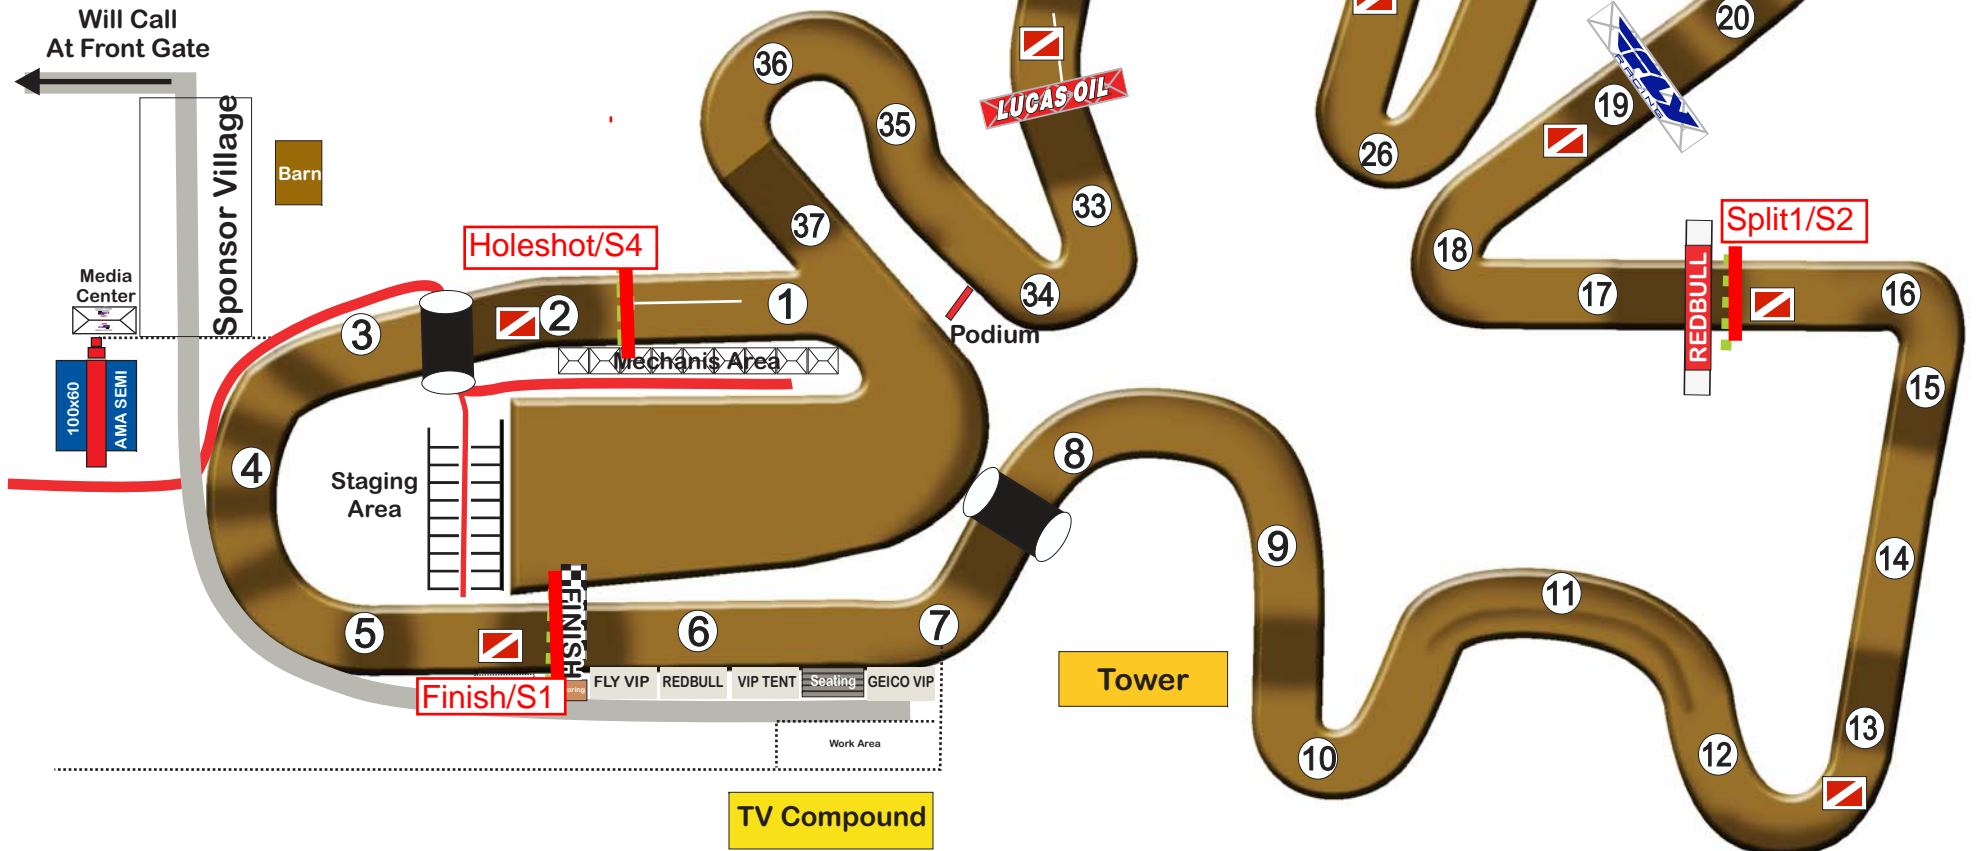 Will Call
At Front Gate
Sponsor Village
Barn
Media
Center
100x60
AMA SEMI
Holeshot/S4
Mechanis Area
Staging
Area
Podium
LUCAS OIL
FLY
RACING
REDBULL
Split1/S2
FINISH
Finish/S1
FLY VIP
REDBULL
VIP TENT
Seating
GEICO VIP
Work Area
Tower
TV Compound
1
2
3
4
5
6
7
8
9
10
11
12
13
14
15
16
17
18
19
20
26
33
34
35
36
37